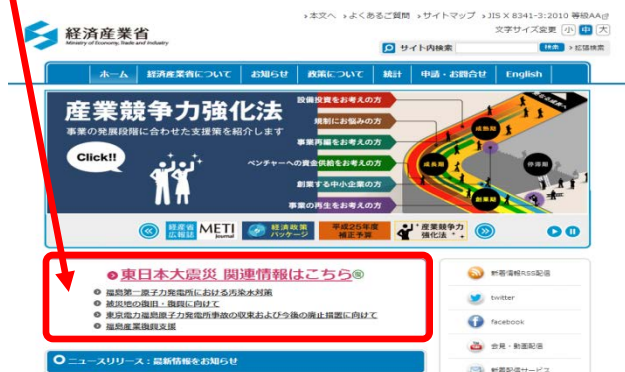 ›本文へ ›よくあるご質問 ›サイトマップ ›JIS X 8341-3:2010 等級AA
文字サイズ変更 小 中 大
経済産業省
Ministry of Economy, Trade and Industry
サイト内検索 検索 ›拡張検索
ホーム 経済産業省について お知らせ 政策について 統計 申請・お問合せ English
産業競争力強化法
事業の発展段階に合わせた支援策を紹介します
Click!!
設備投資をお考えの方
規制にお悩みの方
事業再編をお考えの方
ベンチャーへの資金供給をお考えの方
創業する中小企業の方
事業の再生をお考えの方
成熟期
成長期
停滞期
創業期
経産省広報誌 METI Journal
経済政策パッケージ
平成25年度補正予算
産業競争力強化法
東日本大震災 関連情報はこちら
福島第一原子力発電所における汚染水対策
被災地の復旧・復興に向けて
東京電力福島原子力発電所事故の収束および今後の廃止措置に向けて
福島産業復興支援
ニュースリリース：最新情報をお知らせ
新着情報RSS配信
twitter
facebook
会見・動画配信
新着配信サービス